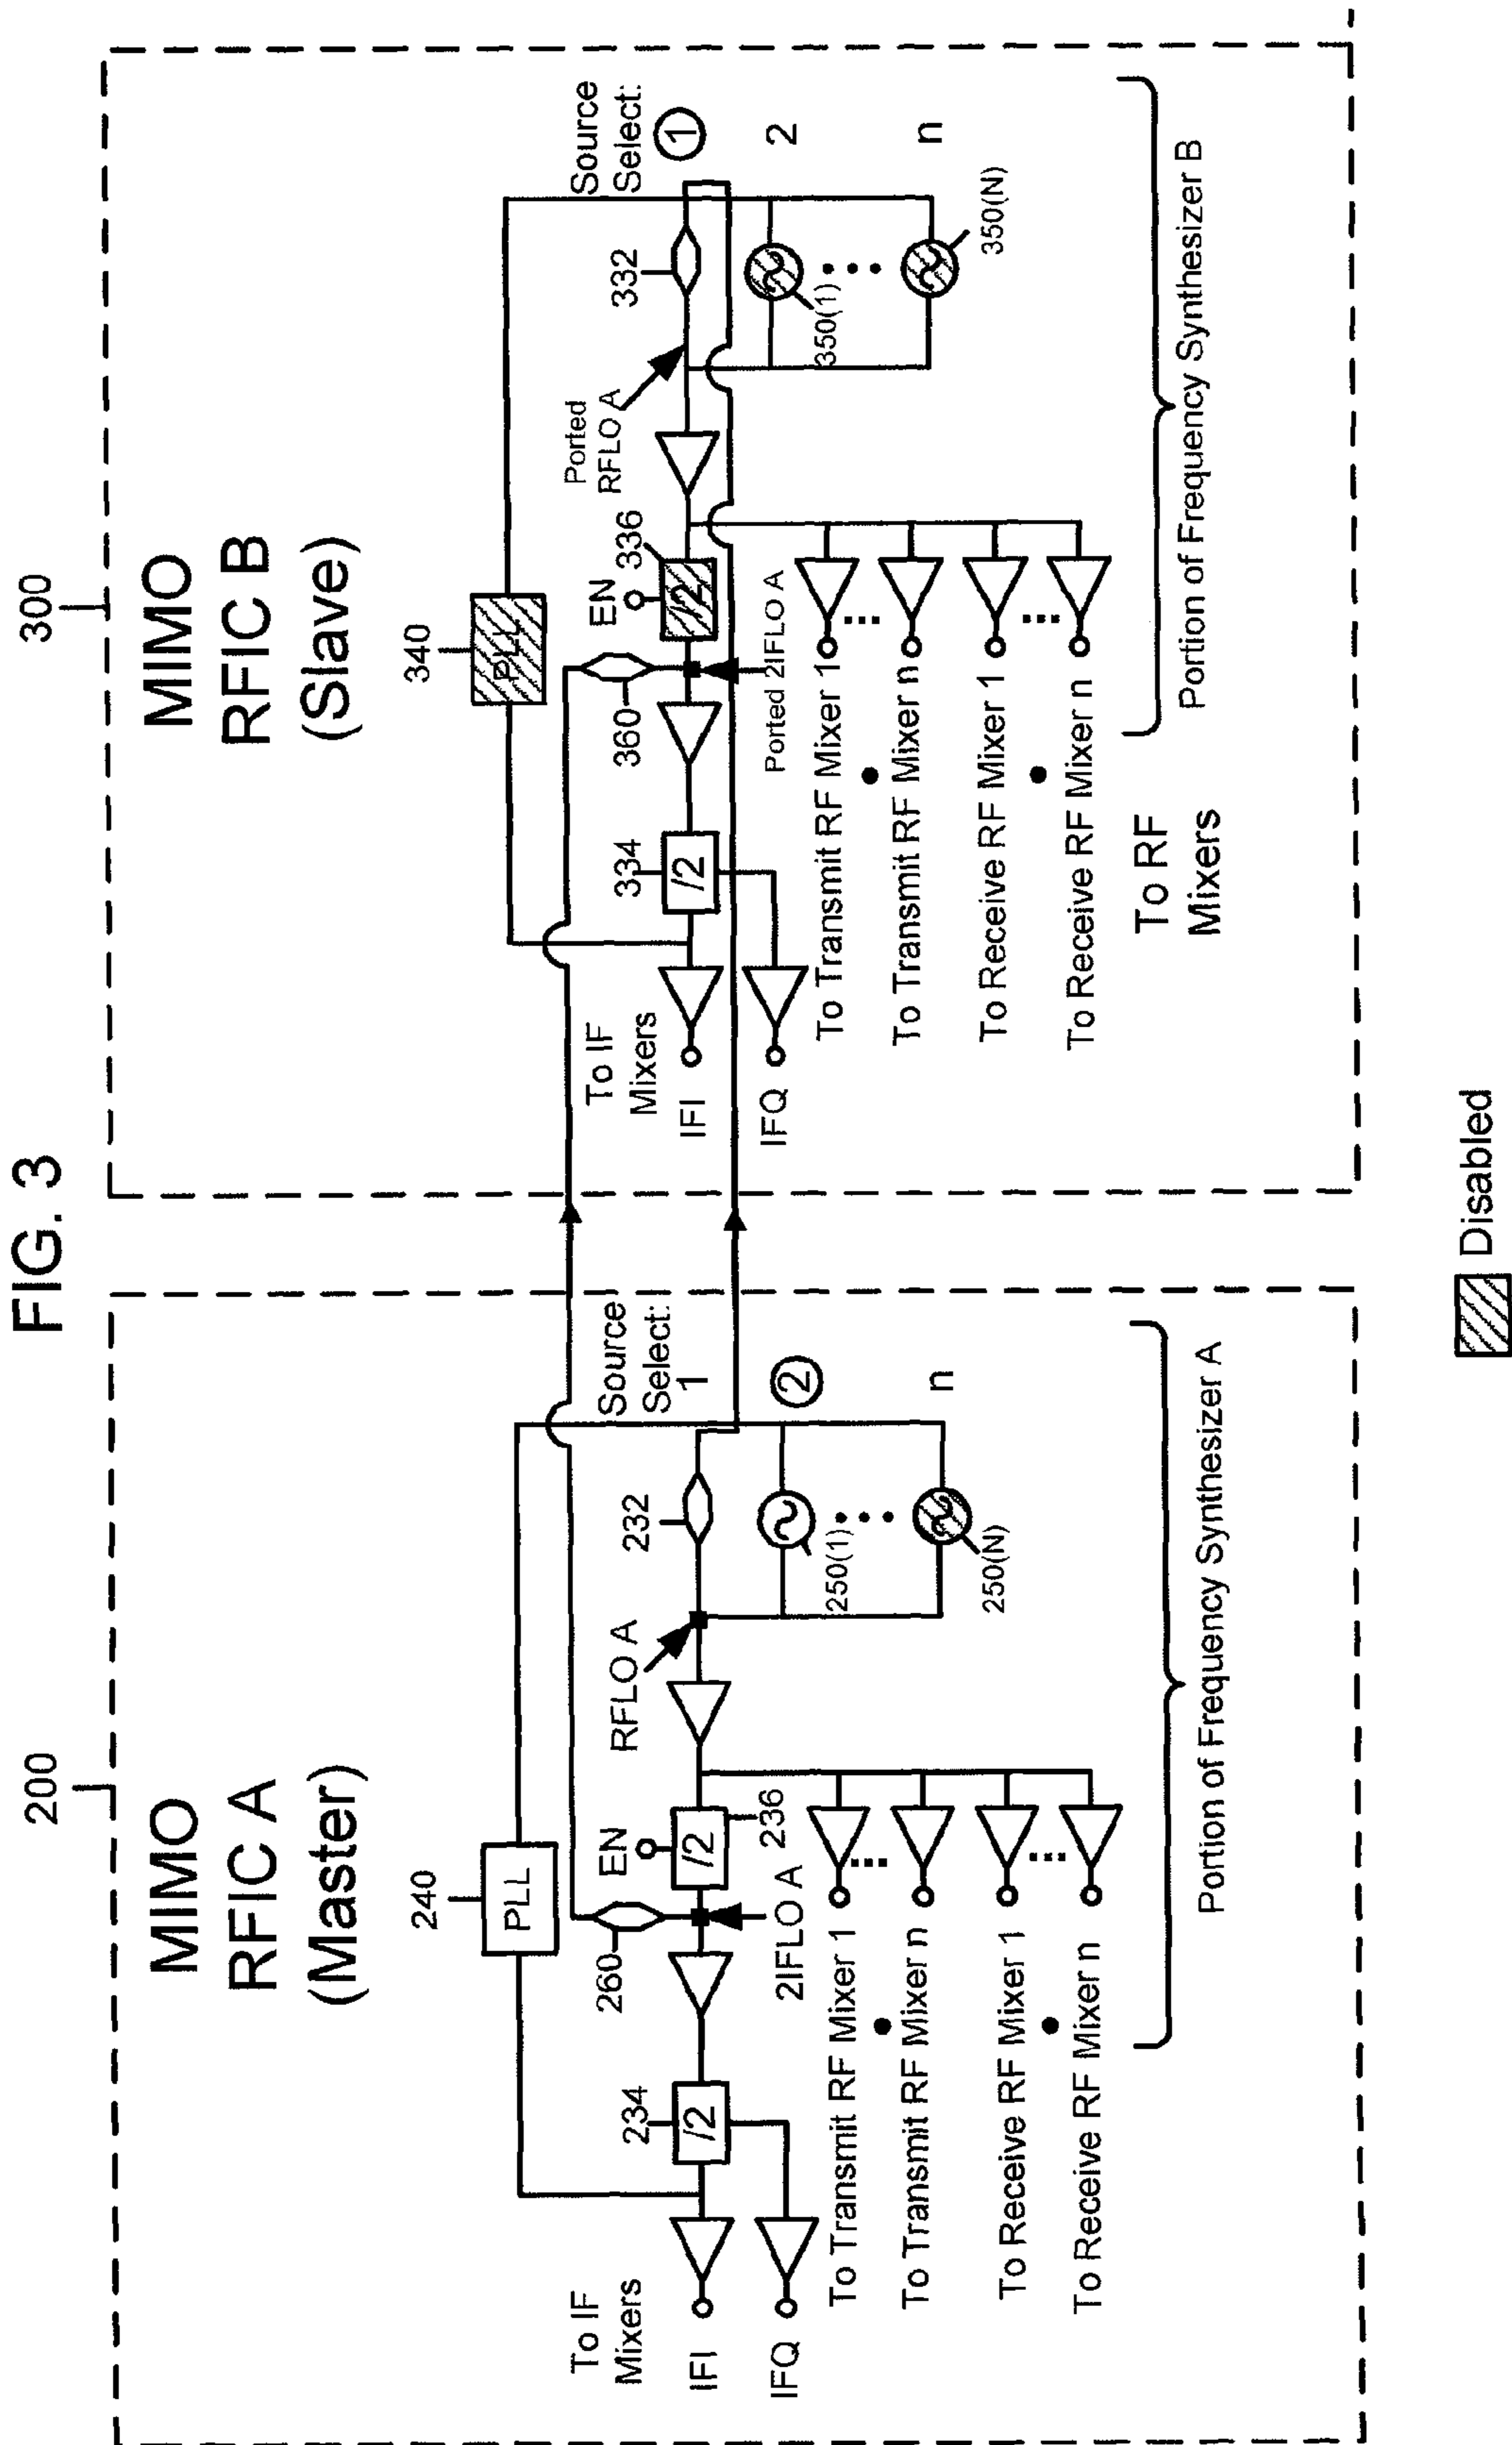 FIG. 3
200
MIMO
RFIC A
(Master)
240
PLL
To IF
Mixers
IFI
IFQ
234
/2
260
2IFLO A
EN
/2
236
RFLO A
232
Source
Select:
1
2
n
250(1)
250(N)
To Transmit RF Mixer 1
To Transmit RF Mixer n
To Receive RF Mixer 1
To Receive RF Mixer n
Portion of Frequency Synthesizer A
300
MIMO
RFIC B
(Slave)
340
PLL
To IF
Mixers
IFI
IFQ
334
/2
360
Ported 2IFLO A
EN
336
/2
Ported
RFLO A
332
Source
Select:
1
2
n
350(1)
350(N)
To Transmit RF Mixer 1
To Transmit RF Mixer n
To Receive RF Mixer 1
To Receive RF Mixer n
To RF
Mixers
Portion of Frequency Synthesizer B
Disabled